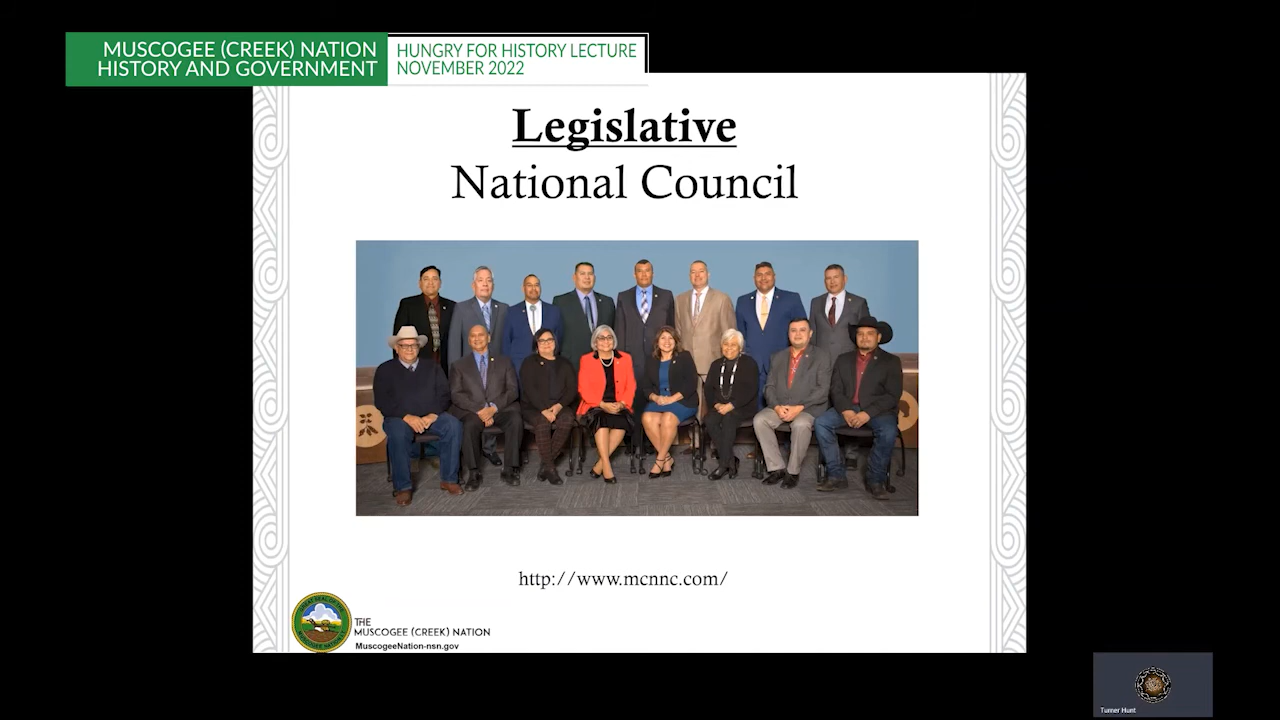 MUSCOGEE (CREEK) NATION
HISTORY AND GOVERNMENT
HUNGRY FOR HISTORY LECTURE
NOVEMBER 2022
Legislative
National Council
http://www.mcnnc.com/
THE
MUSCOGEE (CREEK) NATION
MuscogeeNation-nsn.gov
Turner Hunt